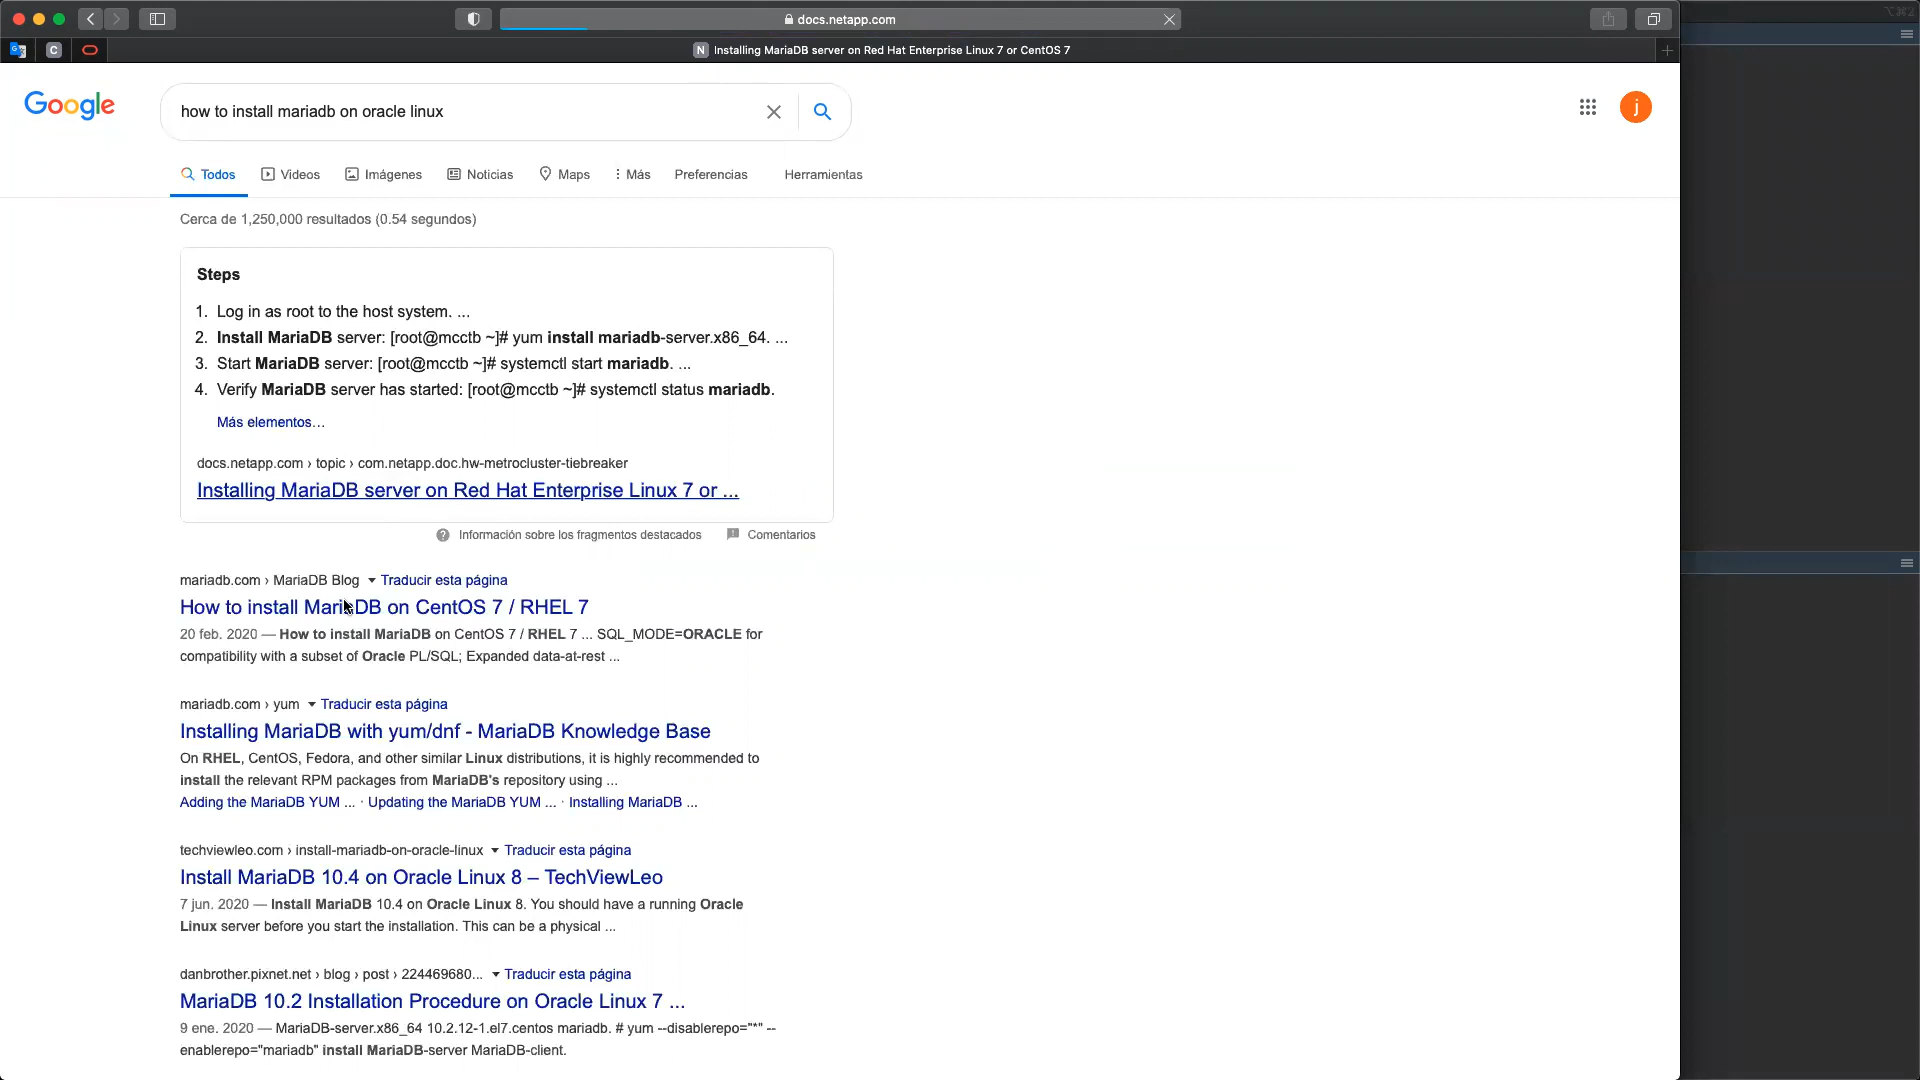 docs.netapp.com
⌥⌘2
C
N Installing MariaDB server on Red Hat Enterprise Linux 7 or CentOS 7
Google
how to install mariadb on oracle linux
j
Todos Videos Imágenes Noticias Maps Más Preferencias Herramientas
Cerca de 1,250,000 resultados (0.54 segundos)
Steps
1. Log in as root to the host system. ...
2. Install MariaDB server: [root@mcctb ~]# yum install mariadb-server.x86_64. ...
3. Start MariaDB server: [root@mcctb ~]# systemctl start mariadb. ...
4. Verify MariaDB server has started: [root@mcctb ~]# systemctl status mariadb.
Más elementos…
docs.netapp.com › topic › com.netapp.doc.hw-metrocluster-tiebreaker
Installing MariaDB server on Red Hat Enterprise Linux 7 or ...
Información sobre los fragmentos destacados Comentarios
mariadb.com › MariaDB Blog Traducir esta página
How to install MariaDB on CentOS 7 / RHEL 7
20 feb. 2020 — How to install MariaDB on CentOS 7 / RHEL 7 ... SQL_MODE=ORACLE for
compatibility with a subset of Oracle PL/SQL; Expanded data-at-rest ...
mariadb.com › yum Traducir esta página
Installing MariaDB with yum/dnf - MariaDB Knowledge Base
On RHEL, CentOS, Fedora, and other similar Linux distributions, it is highly recommended to
install the relevant RPM packages from MariaDB's repository using ...
Adding the MariaDB YUM ... · Updating the MariaDB YUM ... · Installing MariaDB ...
techviewleo.com › install-mariadb-on-oracle-linux Traducir esta página
Install MariaDB 10.4 on Oracle Linux 8 – TechViewLeo
7 jun. 2020 — Install MariaDB 10.4 on Oracle Linux 8. You should have a running Oracle
Linux server before you start the installation. This can be a physical ...
danbrother.pixnet.net › blog › post › 224469680... Traducir esta página
MariaDB 10.2 Installation Procedure on Oracle Linux 7 ...
9 ene. 2020 — MariaDB-server.x86_64 10.2.12-1.el7.centos mariadb. # yum --disablerepo="*" --
enablerepo="mariadb" install MariaDB-server MariaDB-client.